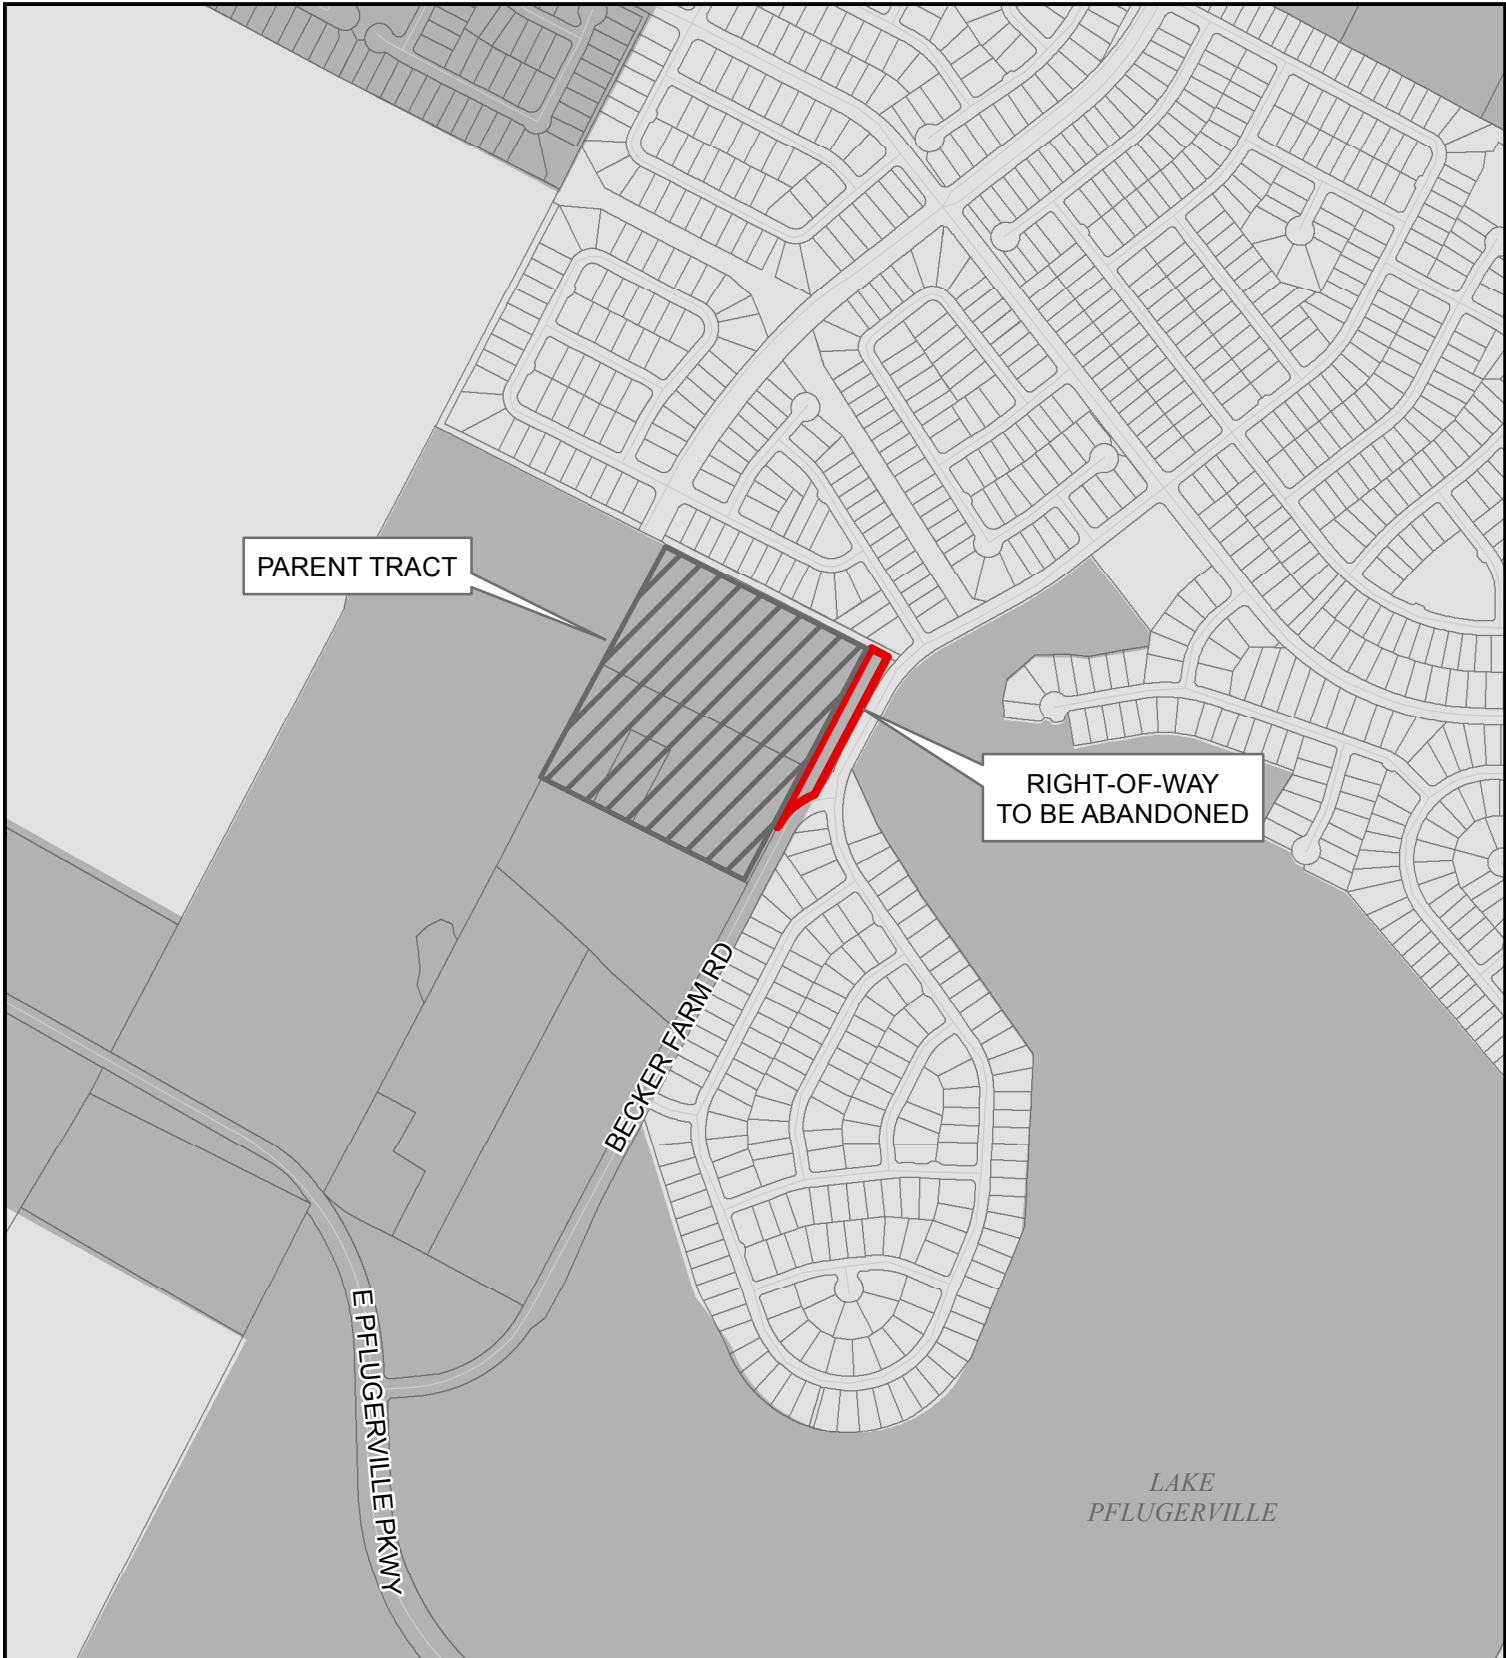 PARENT TRACT
RIGHT-OF-WAY
TO BE ABANDONED
BECKER FARM RD
E PFLUGERVILLE PKWY
LAKE
PFLUGERVILLE